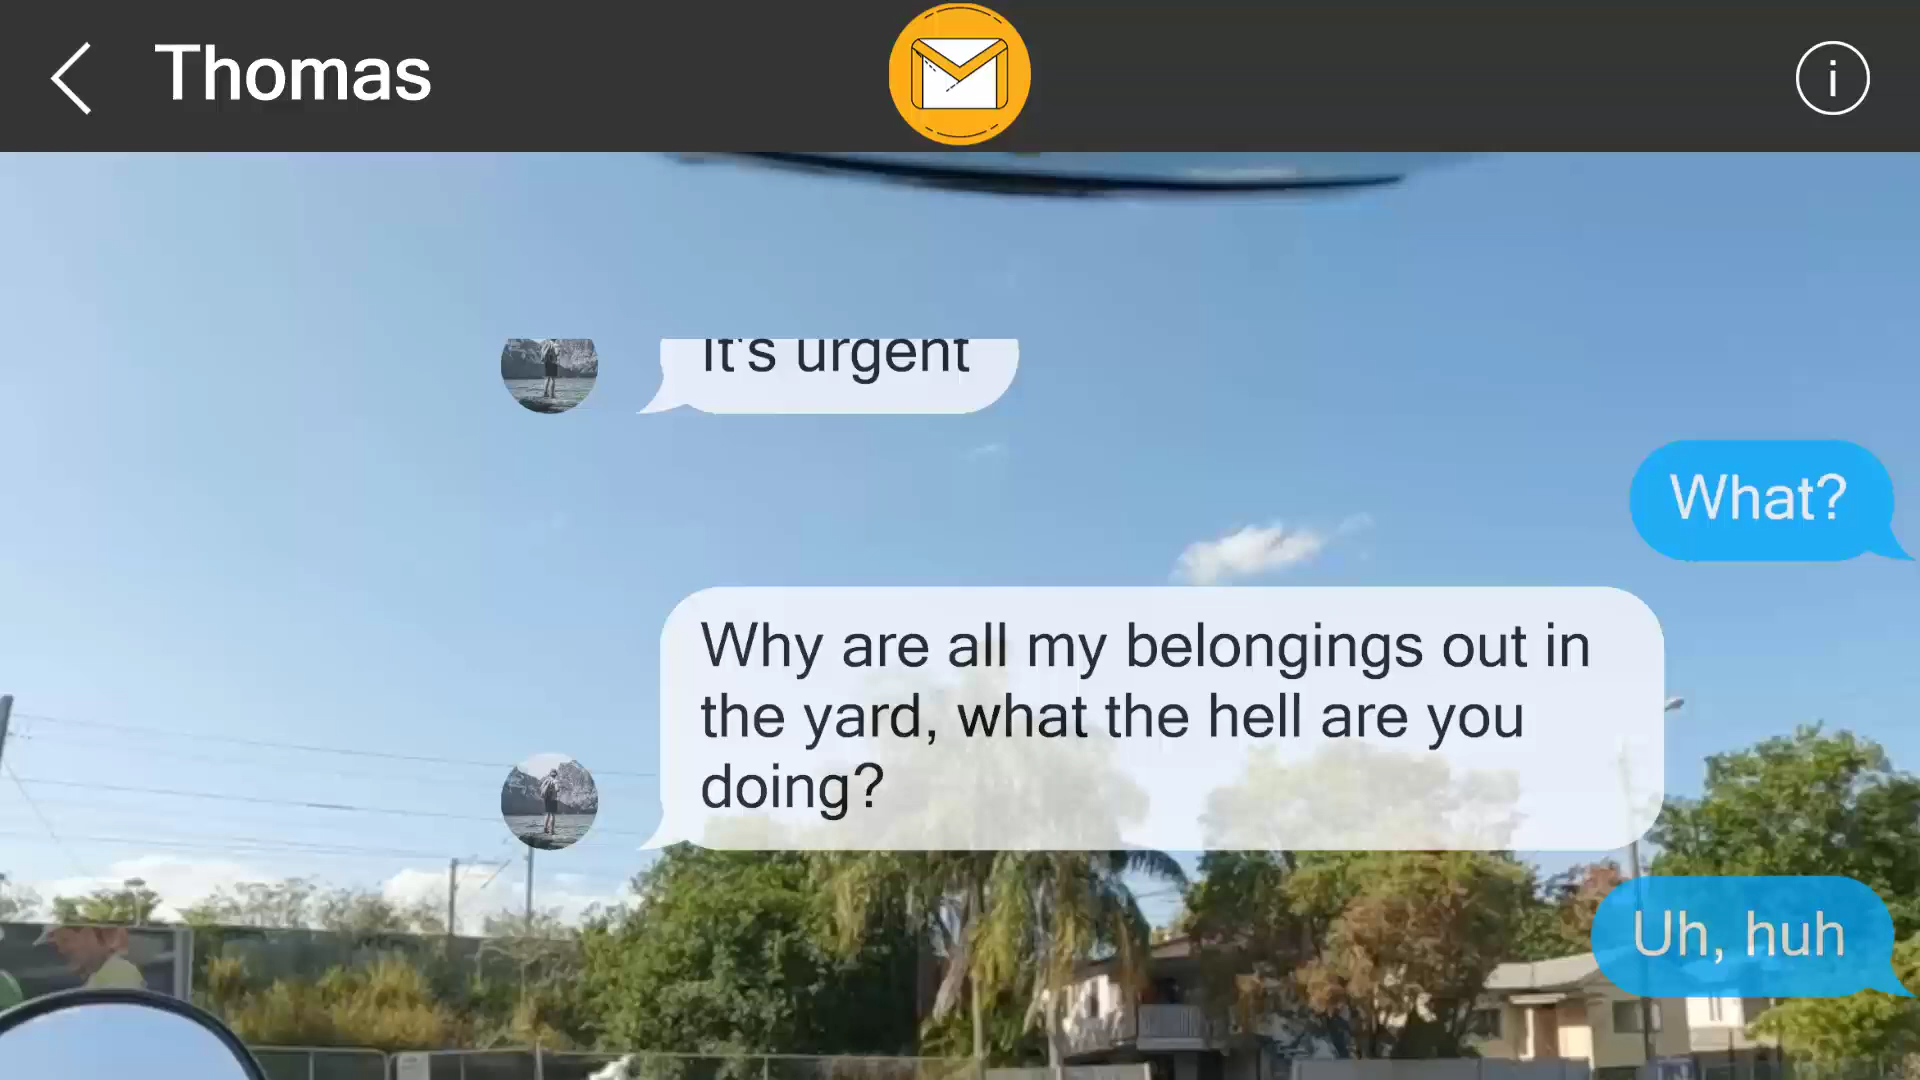 Thomas
i
It's urgent
What?
Why are all my belongings out in
the yard, what the hell are you
doing?
Uh, huh